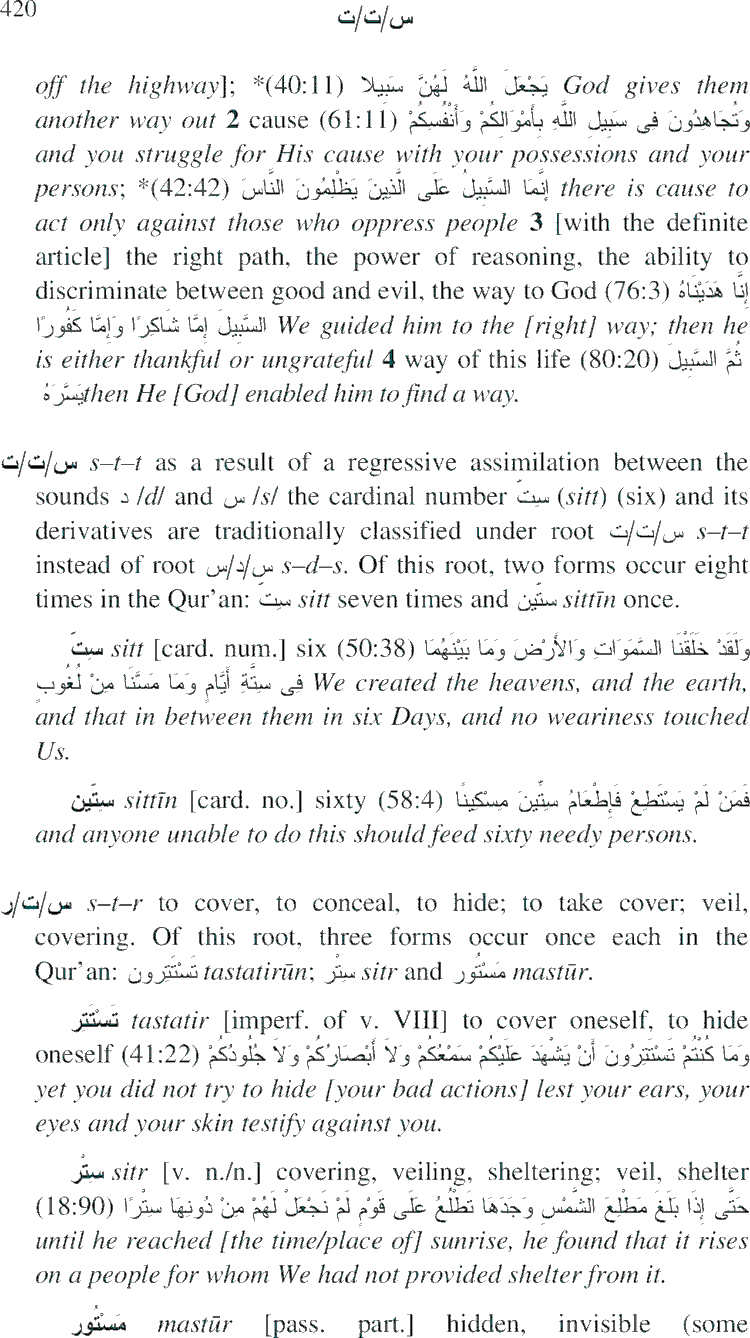 420
س/ت/ت
off the highway]; *(40:11) يَجْعَلَ اللَّهُ لَهُنَّ سَبِيلا God gives them
another way out 2 cause (61:11) وَتُجَاهِدُونَ فِى سَبِيلِ اللَّهِ بِأَمْوَالِكُمْ وَأَنْفُسِكُمْ
and you struggle for His cause with your possessions and your
persons; *(42:42) إِنَّمَا السَّبِيلُ عَلَى الَّذِينَ يَظْلِمُونَ النَّاسَ there is cause to
act only against those who oppress people 3 [with the definite
article] the right path, the power of reasoning, the ability to
discriminate between good and evil, the way to God (76:3) إِنَّا هَدَيْنَاهُ
السَّبِيلَ إِمَّا شَاكِرًا وَإِمَّا كَفُورًا We guided him to the [right] way; then he
is either thankful or ungrateful 4 way of this life (80:20) ثُمَّ السَّبِيلَ
يَسَّرَهُ then He [God] enabled him to find a way.
س/ت/ت s–t–t as a result of a regressive assimilation between the
sounds د /d/ and س /s/ the cardinal number سِتّ (sitt) (six) and its
derivatives are traditionally classified under root س/ت/ت s–t–t
instead of root س/د/س s–d–s. Of this root, two forms occur eight
times in the Qur'an: سِتّ sitt seven times and ستّين sittīn once.
سِتّ sitt [card. num.] six (50:38) وَلَقَدْ خَلَقْنَا السَّمَوَاتِ وَالأَرْضَ وَمَا بَيْنَهُمَا
فِى سِتَّةِ أَيَّامٍ وَمَا مَسَّنَا مِنْ لُغُوبٍ We created the heavens, and the earth,
and that in between them in six Days, and no weariness touched
Us.
سِتّين sittīn [card. no.] sixty (58:4) فَمَنْ لَمْ يَسْتَطِعْ فَإِطْعَامُ سِتِّينَ مِسْكِينًا
and anyone unable to do this should feed sixty needy persons.
س/ت/ر s–t–r to cover, to conceal, to hide; to take cover; veil,
covering. Of this root, three forms occur once each in the
Qur'an: تَسْتَتِرون tastatirūn; سِتْر sitr and مَسْتُور mastūr.
تَسْتَتِر tastatir [imperf. of v. VIII] to cover oneself, to hide
oneself (41:22) وَمَا كُنْتُمْ تَسْتَتِرُونَ أَنْ يَشْهَدَ عَلَيْكُمْ سَمْعُكُمْ وَلاَ أَبْصَارُكُمْ وَلاَ جُلُودُكُمْ
yet you did not try to hide [your bad actions] lest your ears, your
eyes and your skin testify against you.
سِتْر sitr [v. n./n.] covering, veiling, sheltering; veil, shelter
(18:90) حَتَّى إِذَا بَلَغَ مَطْلِعَ الشَّمْسِ وَجَدَهَا تَطْلُعُ عَلَى قَوْمٍ لَمْ نَجْعَلْ لَهُمْ مِنْ دُونِهَا سِتْرًا
until he reached [the time/place of] sunrise, he found that it rises
on a people for whom We had not provided shelter from it.
مَسْتُور mastūr [pass. part.] hidden, invisible (some